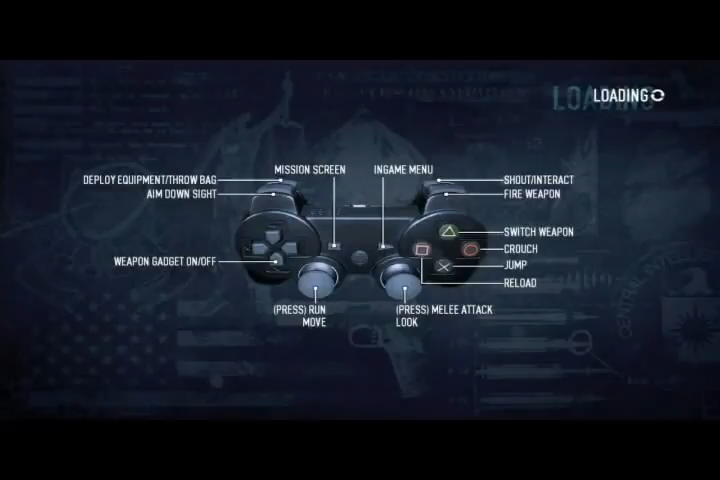 LOADING
MISSION SCREEN
INGAME MENU
DEPLOY EQUIPMENT/THROW BAG
SHOUT/INTERACT
AIM DOWN SIGHT
FIRE WEAPON
SWITCH WEAPON
CROUCH
WEAPON GADGET ON/OFF
JUMP
RELOAD
(PRESS) RUN
MOVE
(PRESS) MELEE ATTACK
LOOK